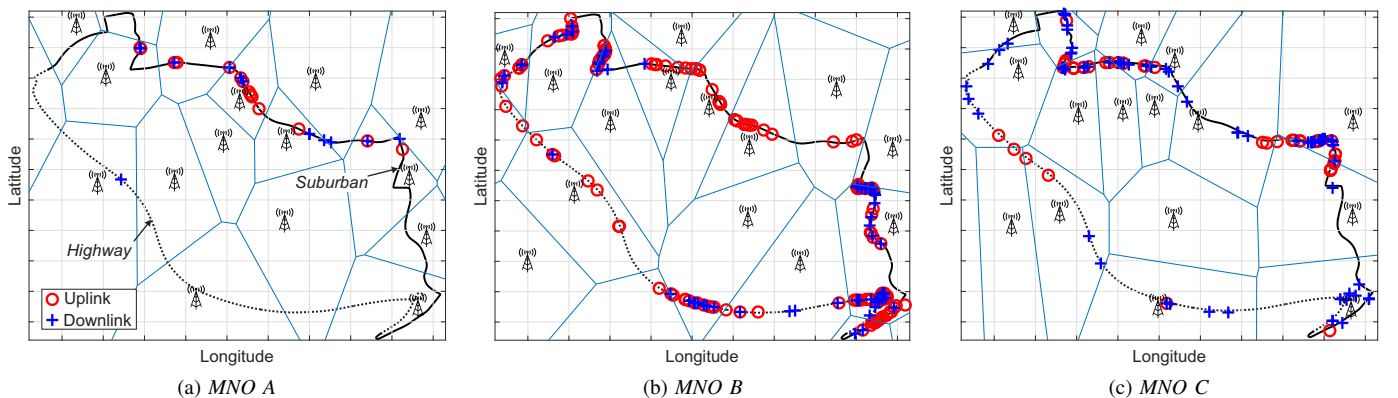 Latitude
Suburban
Highway
Uplink
Downlink
Longitude
(a) MNO A
Latitude
Longitude
(b) MNO B
Latitude
Longitude
(c) MNO C